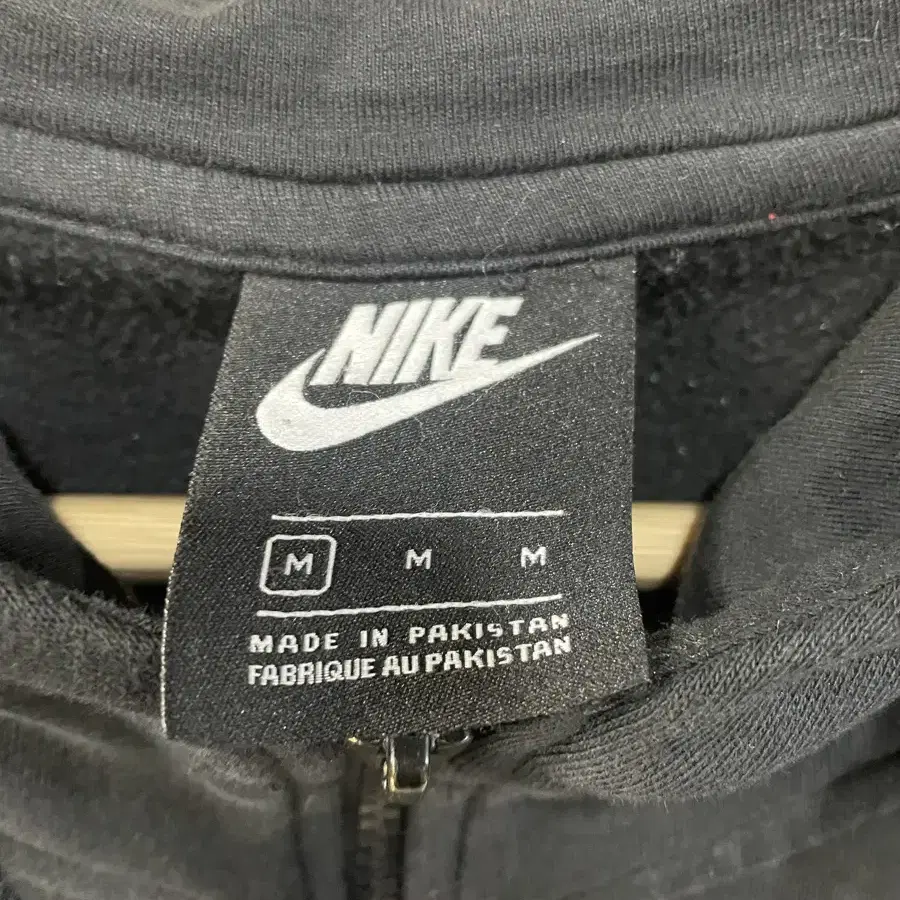 NIKE
M M M
MADE IN PAKISTAN
FABRIQUE AU PAKISTAN